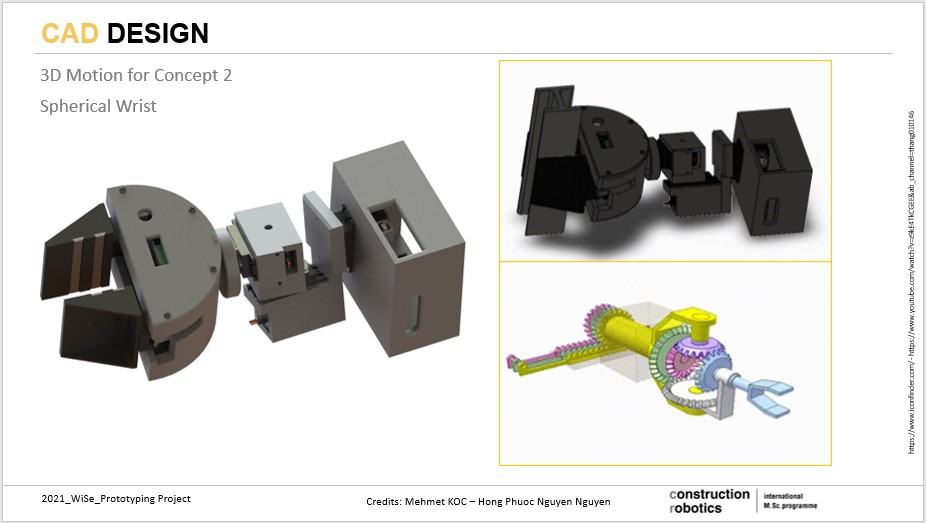 CAD DESIGN
3D Motion for Concept 2
Spherical Wrist
https://www.iconfinder.com/ - https://www.youtube.com/watch?v=z9kE4TkCGEE&ab_channel=thang010146
2021_WiSe_Prototyping Project
Credits: Mehmet KOC – Hong Phuoc Nguyen Nguyen
construction
robotics
international
M.Sc.programme